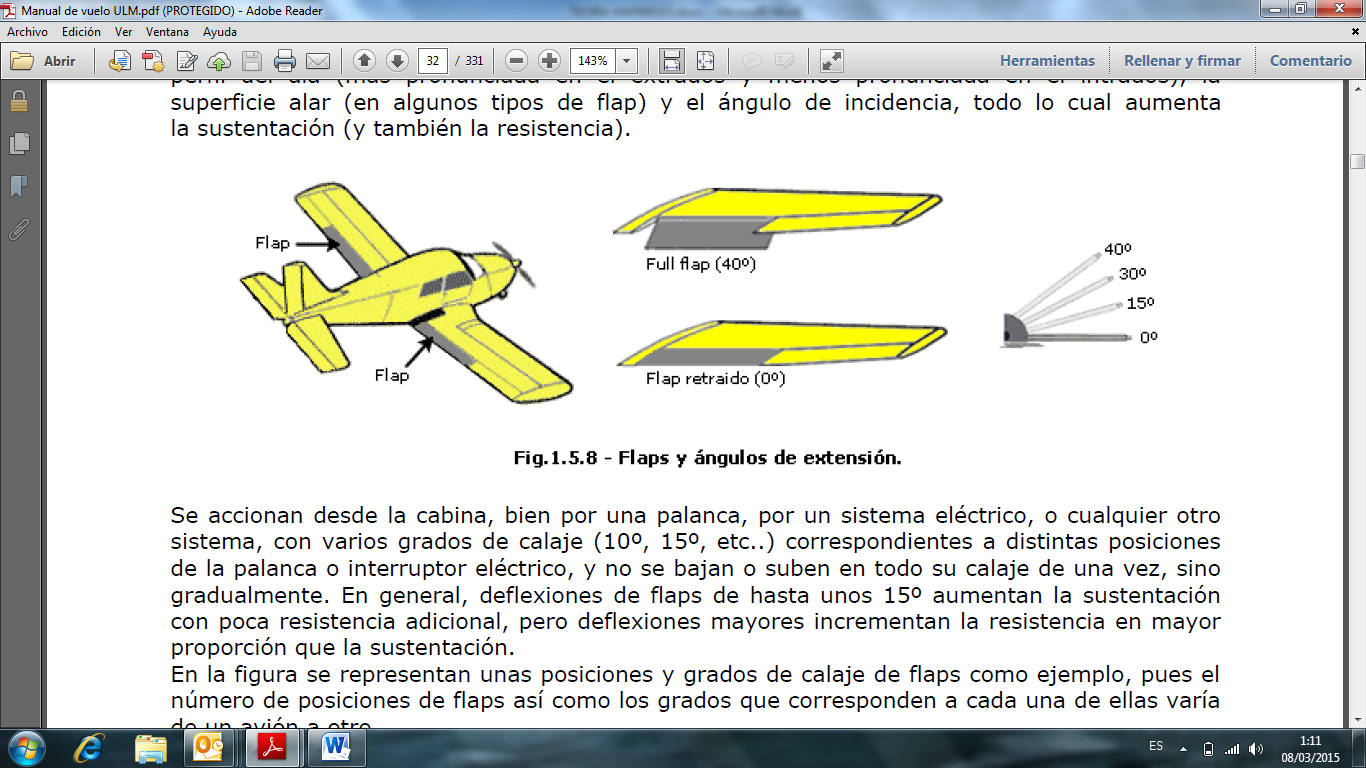 Manual de vuelo ULM.pdf (PROTEGIDO) - Adobe Reader
Archivo Edición Ver Ventana Ayuda
Abrir 32 / 331 143% Herramientas Rellenar y firmar Comentario
superficie alar (en algunos tipos de flap) y el ángulo de incidencia, todo lo cual aumenta
la sustentación (y también la resistencia).
Flap
Flap
Full flap (40º)
Flap retraido (0º)
40º
30º
15º
0º
Fig.1.5.8 - Flaps y ángulos de extensión.
Se accionan desde la cabina, bien por una palanca, por un sistema eléctrico, o cualquier otro
sistema, con varios grados de calaje (10º, 15º, etc..) correspondientes a distintas posiciones
de la palanca o interruptor eléctrico, y no se bajan o suben en todo su calaje de una vez, sino
gradualmente. En general, deflexiones de flaps de hasta unos 15º aumentan la sustentación
con poca resistencia adicional, pero deflexiones mayores incrementan la resistencia en mayor
proporción que la sustentación.
En la figura se representan unas posiciones y grados de calaje de flaps como ejemplo, pues el
número de posiciones de flaps así como los grados que corresponden a cada una de ellas varía
de un avión a otro
ES
1:11
08/03/2015